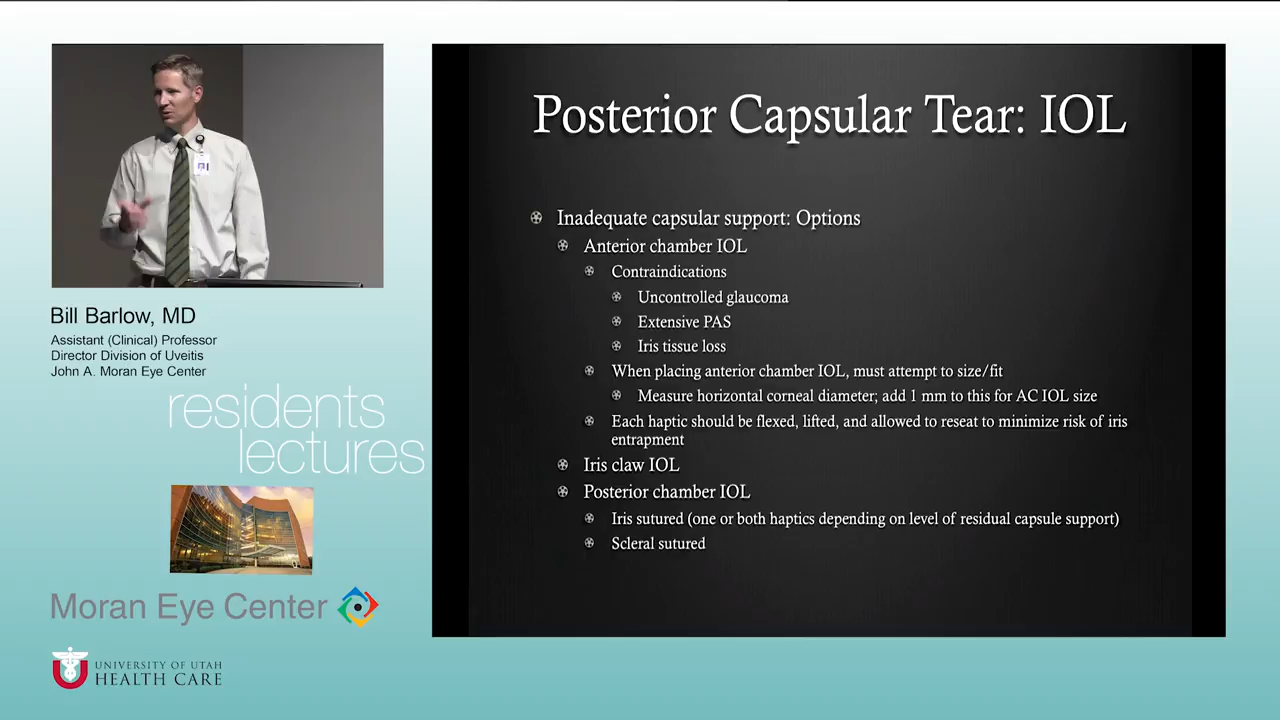 Posterior Capsular Tear: IOL
Inadequate capsular support: Options
Anterior chamber IOL
Contraindications
Uncontrolled glaucoma
Extensive PAS
Iris tissue loss
When placing anterior chamber IOL, must attempt to size/fit
Measure horizontal corneal diameter; add 1 mm to this for AC IOL size
Each haptic should be flexed, lifted, and allowed to reseat to minimize risk of iris
entrapment
Iris claw IOL
Posterior chamber IOL
Iris sutured (one or both haptics depending on level of residual capsule support)
Scleral sutured
Bill Barlow, MD
Assistant (Clinical) Professor
Director Division of Uveitis
John A. Moran Eye Center
residents
lectures
Moran Eye Center
UNIVERSITY OF UTAH
HEALTH CARE